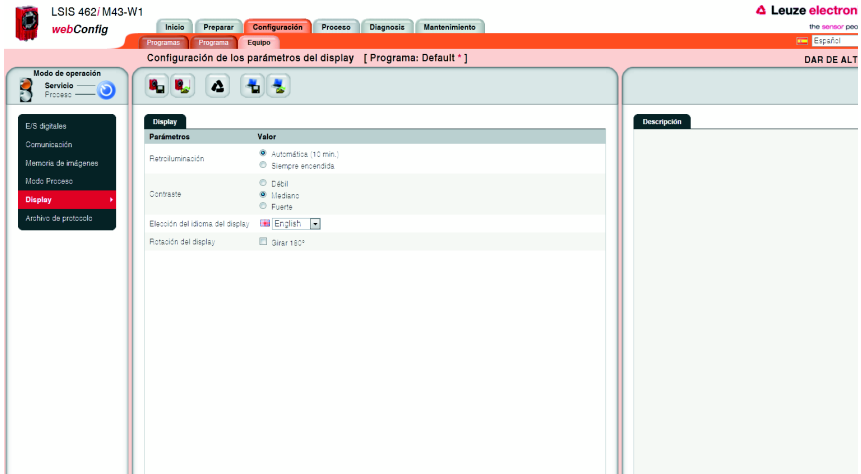 LSIS 462i M43-W1
webConfig
Inicio Preparar Configuración Proceso Diagnosis Mantenimiento
Leuze electron
the sensor peo
Programas Programa Equipo
Español
Configuración de los parámetros del display [ Programa: Default * ]
DAR DE ALT
Modo de operación
Servicio
Proceso
E/S digitales
Comunicación
Memoria de imágenes
Modo Proceso
Display
Archivo de protocolo
Display
Parámetros Valor
Retroiluminación
Automática (10 min.)
Siempre encendida
Contraste
Débil
Mediano
Fuerte
Elección del idioma del display English
Rotación del display Girar 180º
Descripción